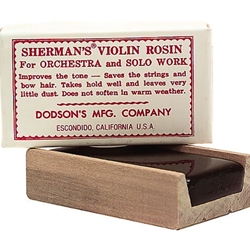 SHERMAN'S® VIOLIN ROSIN
For ORCHESTRA and SOLO WORK
Improves the tone — Saves the strings and
bow hair. Takes hold well and leaves very
little dust. Does not soften in warm weather.
DODSON'S MFG. COMPANY
ESCONDIDO, CALIFORNIA U.S.A.